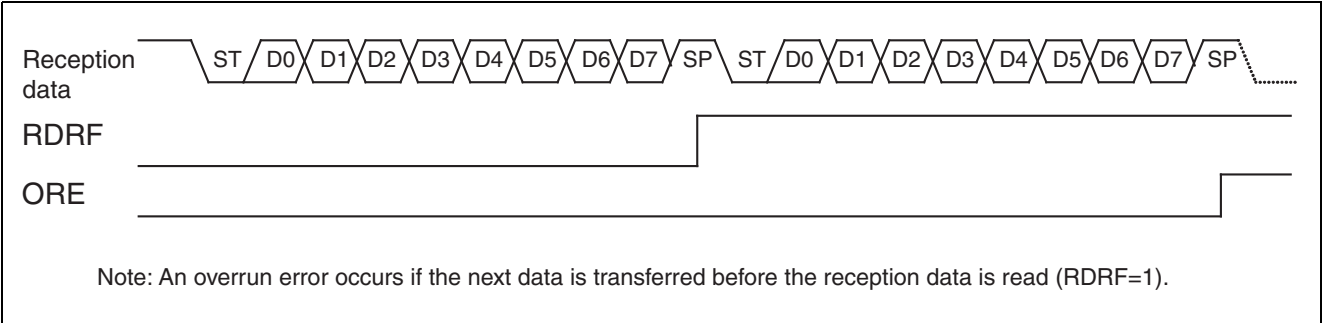 Reception data
ST D0 D1 D2 D3 D4 D5 D6 D7 SP ST D0 D1 D2 D3 D4 D5 D6 D7 SP
RDRF
ORE
Note: An overrun error occurs if the next data is transferred before the reception data is read (RDRF=1).